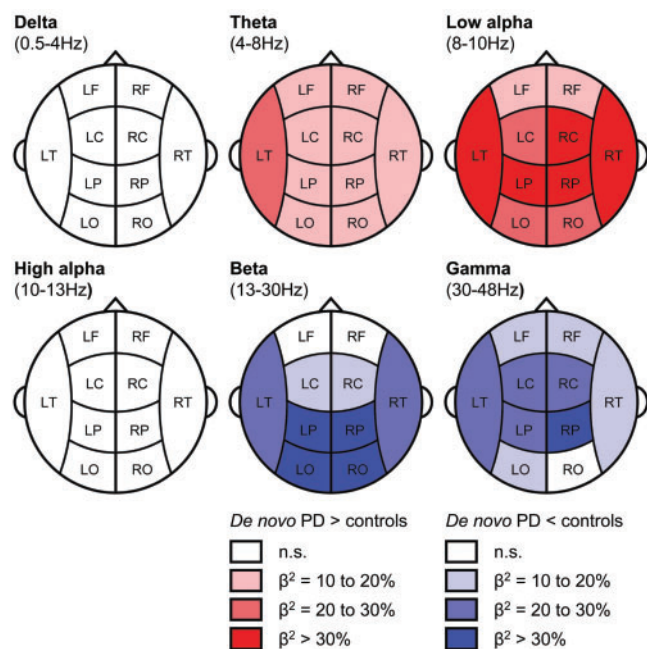 Delta
(0.5-4Hz)
LF RF
LC RC
LT RT
LP RP
LO RO
Theta
(4-8Hz)
LF RF
LC RC
LT RT
LP RP
LO RO
Low alpha
(8-10Hz)
LF RF
LC RC
LT RT
LP RP
LO RO
High alpha
(10-13Hz)
LF RF
LC RC
LT RT
LP RP
LO RO
Beta
(13-30Hz)
LF RF
LC RC
LT RT
LP RP
LO RO
Gamma
(30-48Hz)
LF RF
LC RC
LT RT
LP RP
LO RO
De novo PD > controls
n.s.
β² = 10 to 20%
β² = 20 to 30%
β² > 30%
De novo PD < controls
n.s.
β² = 10 to 20%
β² = 20 to 30%
β² > 30%